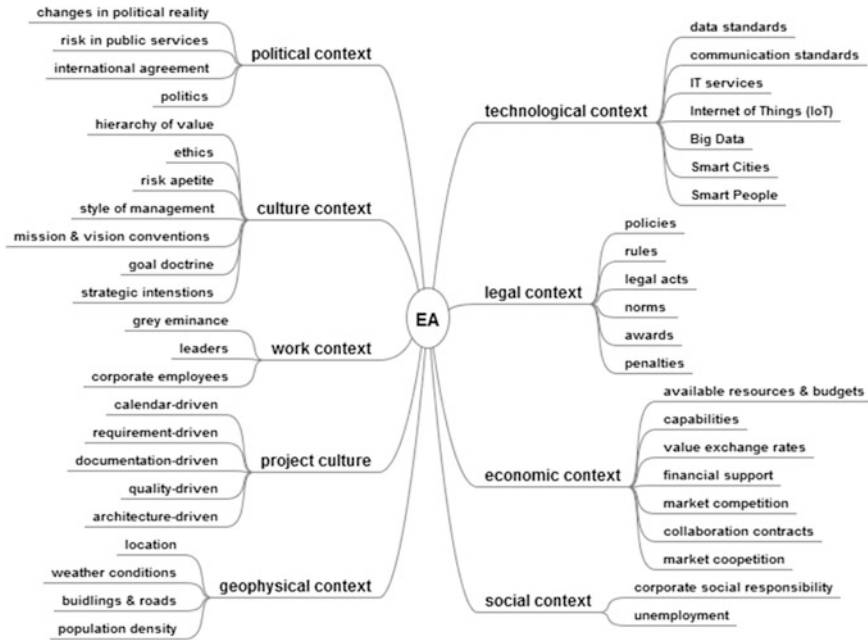 changes in political reality
risk in public services
international agreement
politics
political context
hierarchy of value
ethics
risk apetite
style of management
mission & vision conventions
goal doctrine
strategic intenstions
culture context
grey eminance
leaders
corporate employees
work context
calendar-driven
requirement-driven
documentation-driven
quality-driven
architecture-driven
project culture
location
weather conditions
buidlings & roads
population density
geophysical context
EA
technological context
data standards
communication standards
IT services
Internet of Things (IoT)
Big Data
Smart Cities
Smart People
legal context
policies
rules
legal acts
norms
awards
penalties
economic context
available resources & budgets
capabilities
value exchange rates
financial support
market competition
collaboration contracts
market coopetition
social context
corporate social responsibility
unemployment